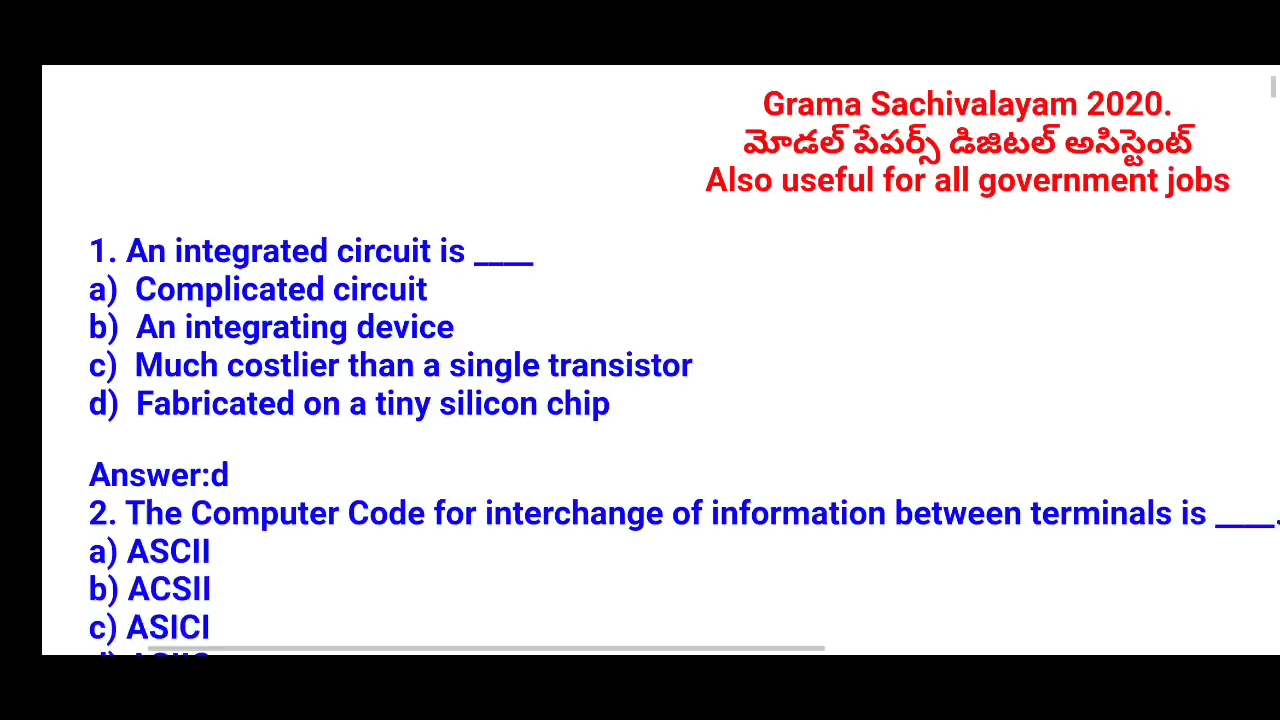 Grama Sachivalayam 2020.
మోడల్ పేపర్స్ డిజిటల్ అసిస్టెంట్
Also useful for all government jobs
1. An integrated circuit is ____
a) Complicated circuit
b) An integrating device
c) Much costlier than a single transistor
d) Fabricated on a tiny silicon chip
Answer:d
2. The Computer Code for interchange of information between terminals is ____.
a) ASCII
b) ACSII
c) ASICI